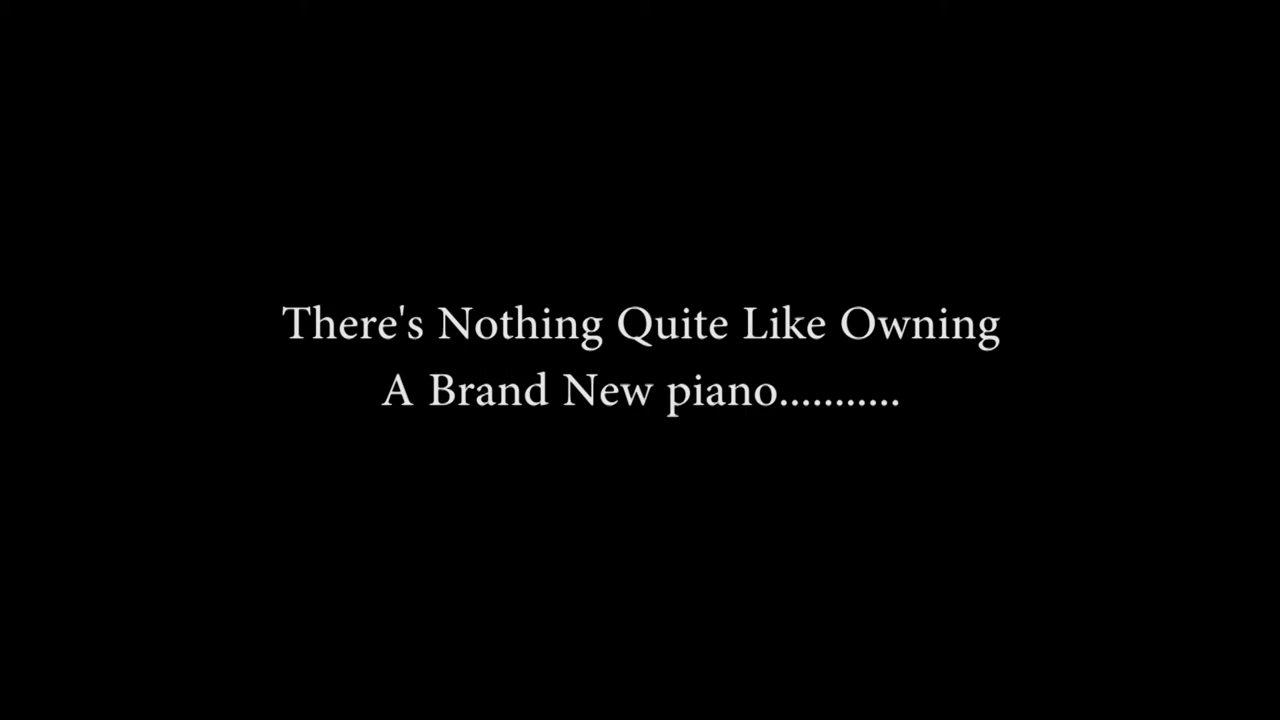 There's Nothing Quite Like Owning
A Brand New piano...........